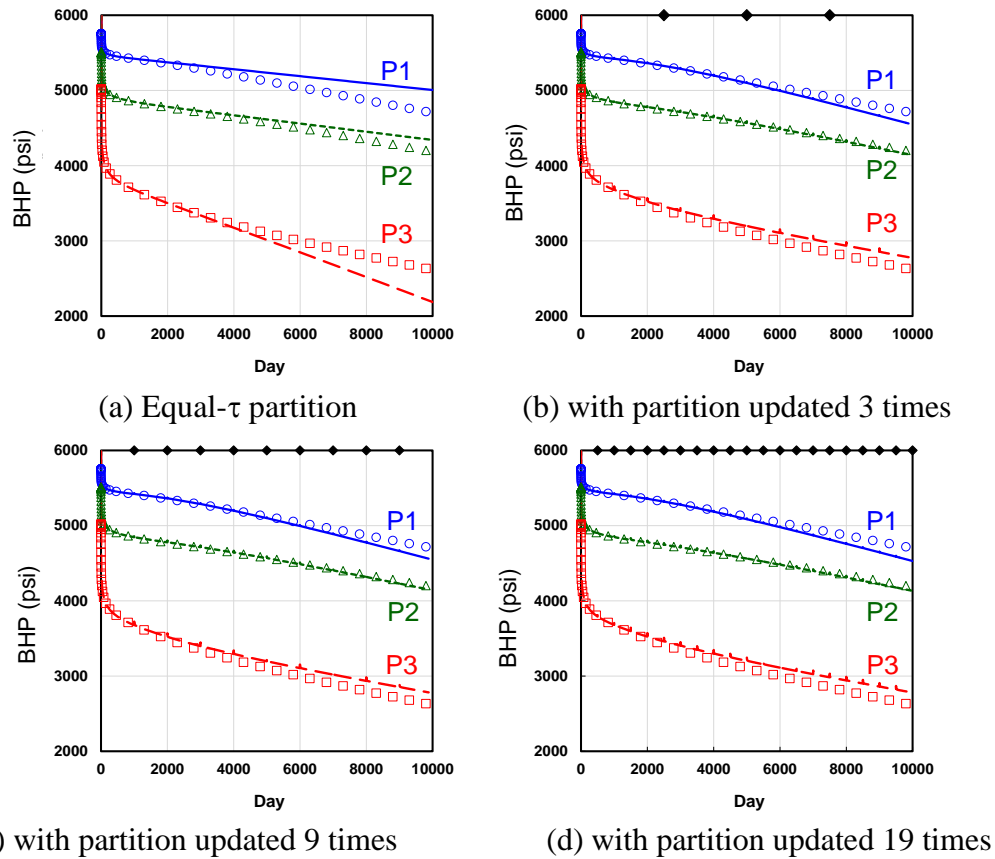 6000
5000
4000
3000
2000
BHP (psi)
P1
P2
P3
0 2000 4000 6000 8000 10000
Day
(a) Equal-τ partition
6000
5000
4000
3000
2000
BHP (psi)
P1
P2
P3
0 2000 4000 6000 8000 10000
Day
(b) with partition updated 3 times
6000
5000
4000
3000
2000
BHP (psi)
P1
P2
P3
0 2000 4000 6000 8000 10000
Day
) with partition updated 9 times
6000
5000
4000
3000
2000
BHP (psi)
P1
P2
P3
0 2000 4000 6000 8000 10000
Day
(d) with partition updated 19 times